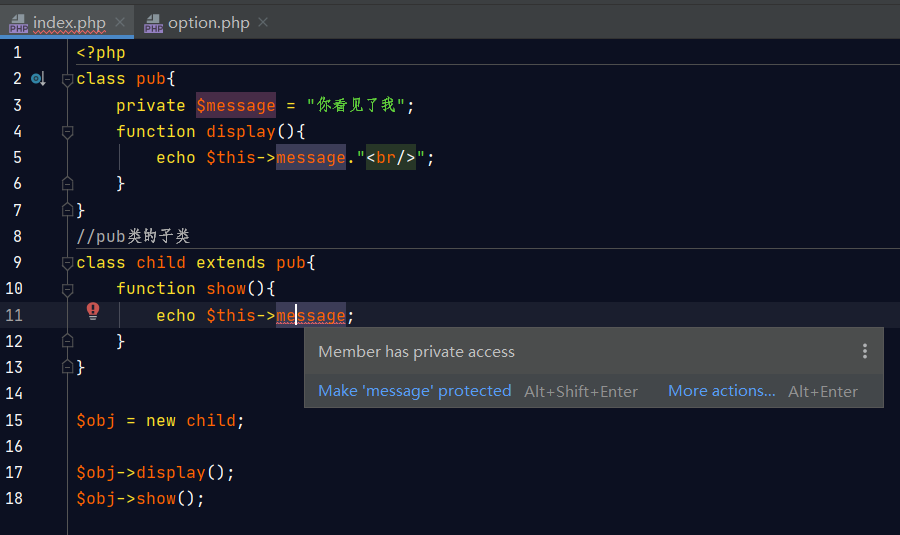 index.php option.php
1 <?php
2 class pub{
3 private $message = "你看见了我";
4 function display(){
5 echo $this->message."<br/>";
6 }
7 }
8 //pub类的子类
9 class child extends pub{
10 function show(){
11 echo $this->message;
12 }
13 }
14
15 $obj = new child;
16
17 $obj->display();
18 $obj->show();
Member has private access
Make 'message' protected Alt+Shift+Enter More actions... Alt+Enter